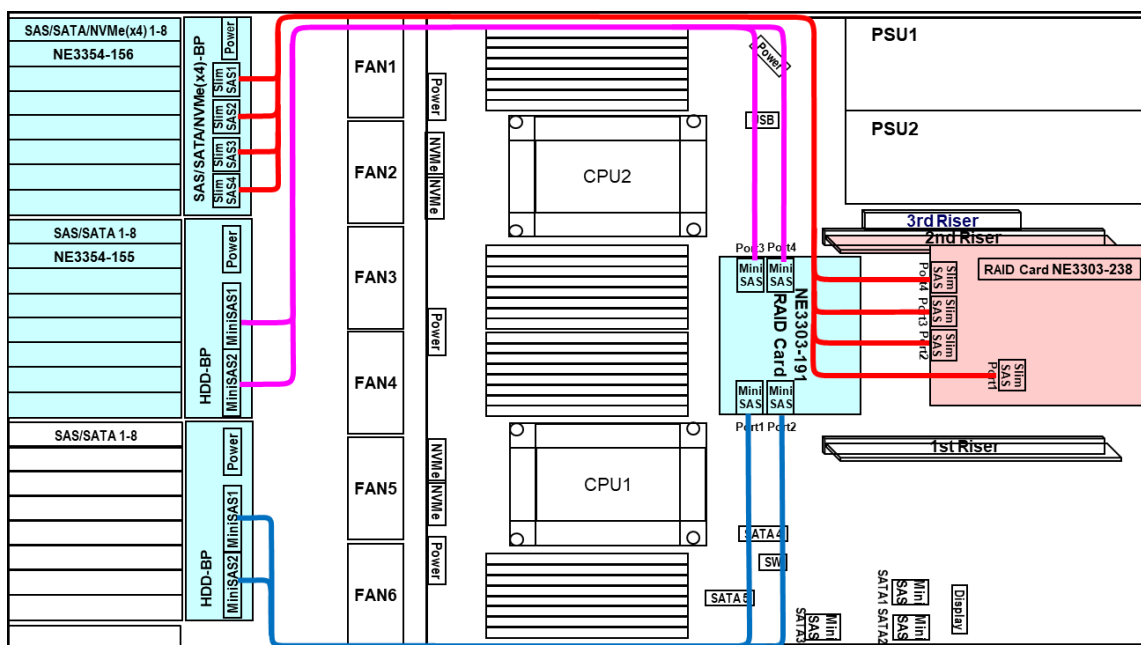 SAS/SATA/NVMe(x4) 1-8
NE3354-156
SAS/SATA/NVMe(x4)-BP
Power
Slim SAS1
Slim SAS2
Slim SAS3
Slim SAS4
SAS/SATA 1-8
NE3354-155
HDD-BP
Power
MiniSAS1
MiniSAS2
SAS/SATA 1-8
HDD-BP
Power
MiniSAS1
MiniSAS2
FAN1
FAN2
FAN3
FAN4
FAN5
FAN6
Power
NVMe
NVMe
Power
NVMe
NVMe
Power
CPU2
CPU1
Power
USB
Port3 Port4
Mini SAS
Mini SAS
NE3303-191
RAID Card
Mini SAS
Mini SAS
Port1 Port2
SATA4
SW
SATA5
SATA3
Mini SAS
SATA1
Mini SAS
SATA2
Mini SAS
Display
PSU1
PSU2
3rd Riser
2nd Riser
RAID Card NE3303-238
Port4
Slim SAS
Port3
Slim SAS
Port2
Slim SAS
Port1
Slim SAS
1st Riser